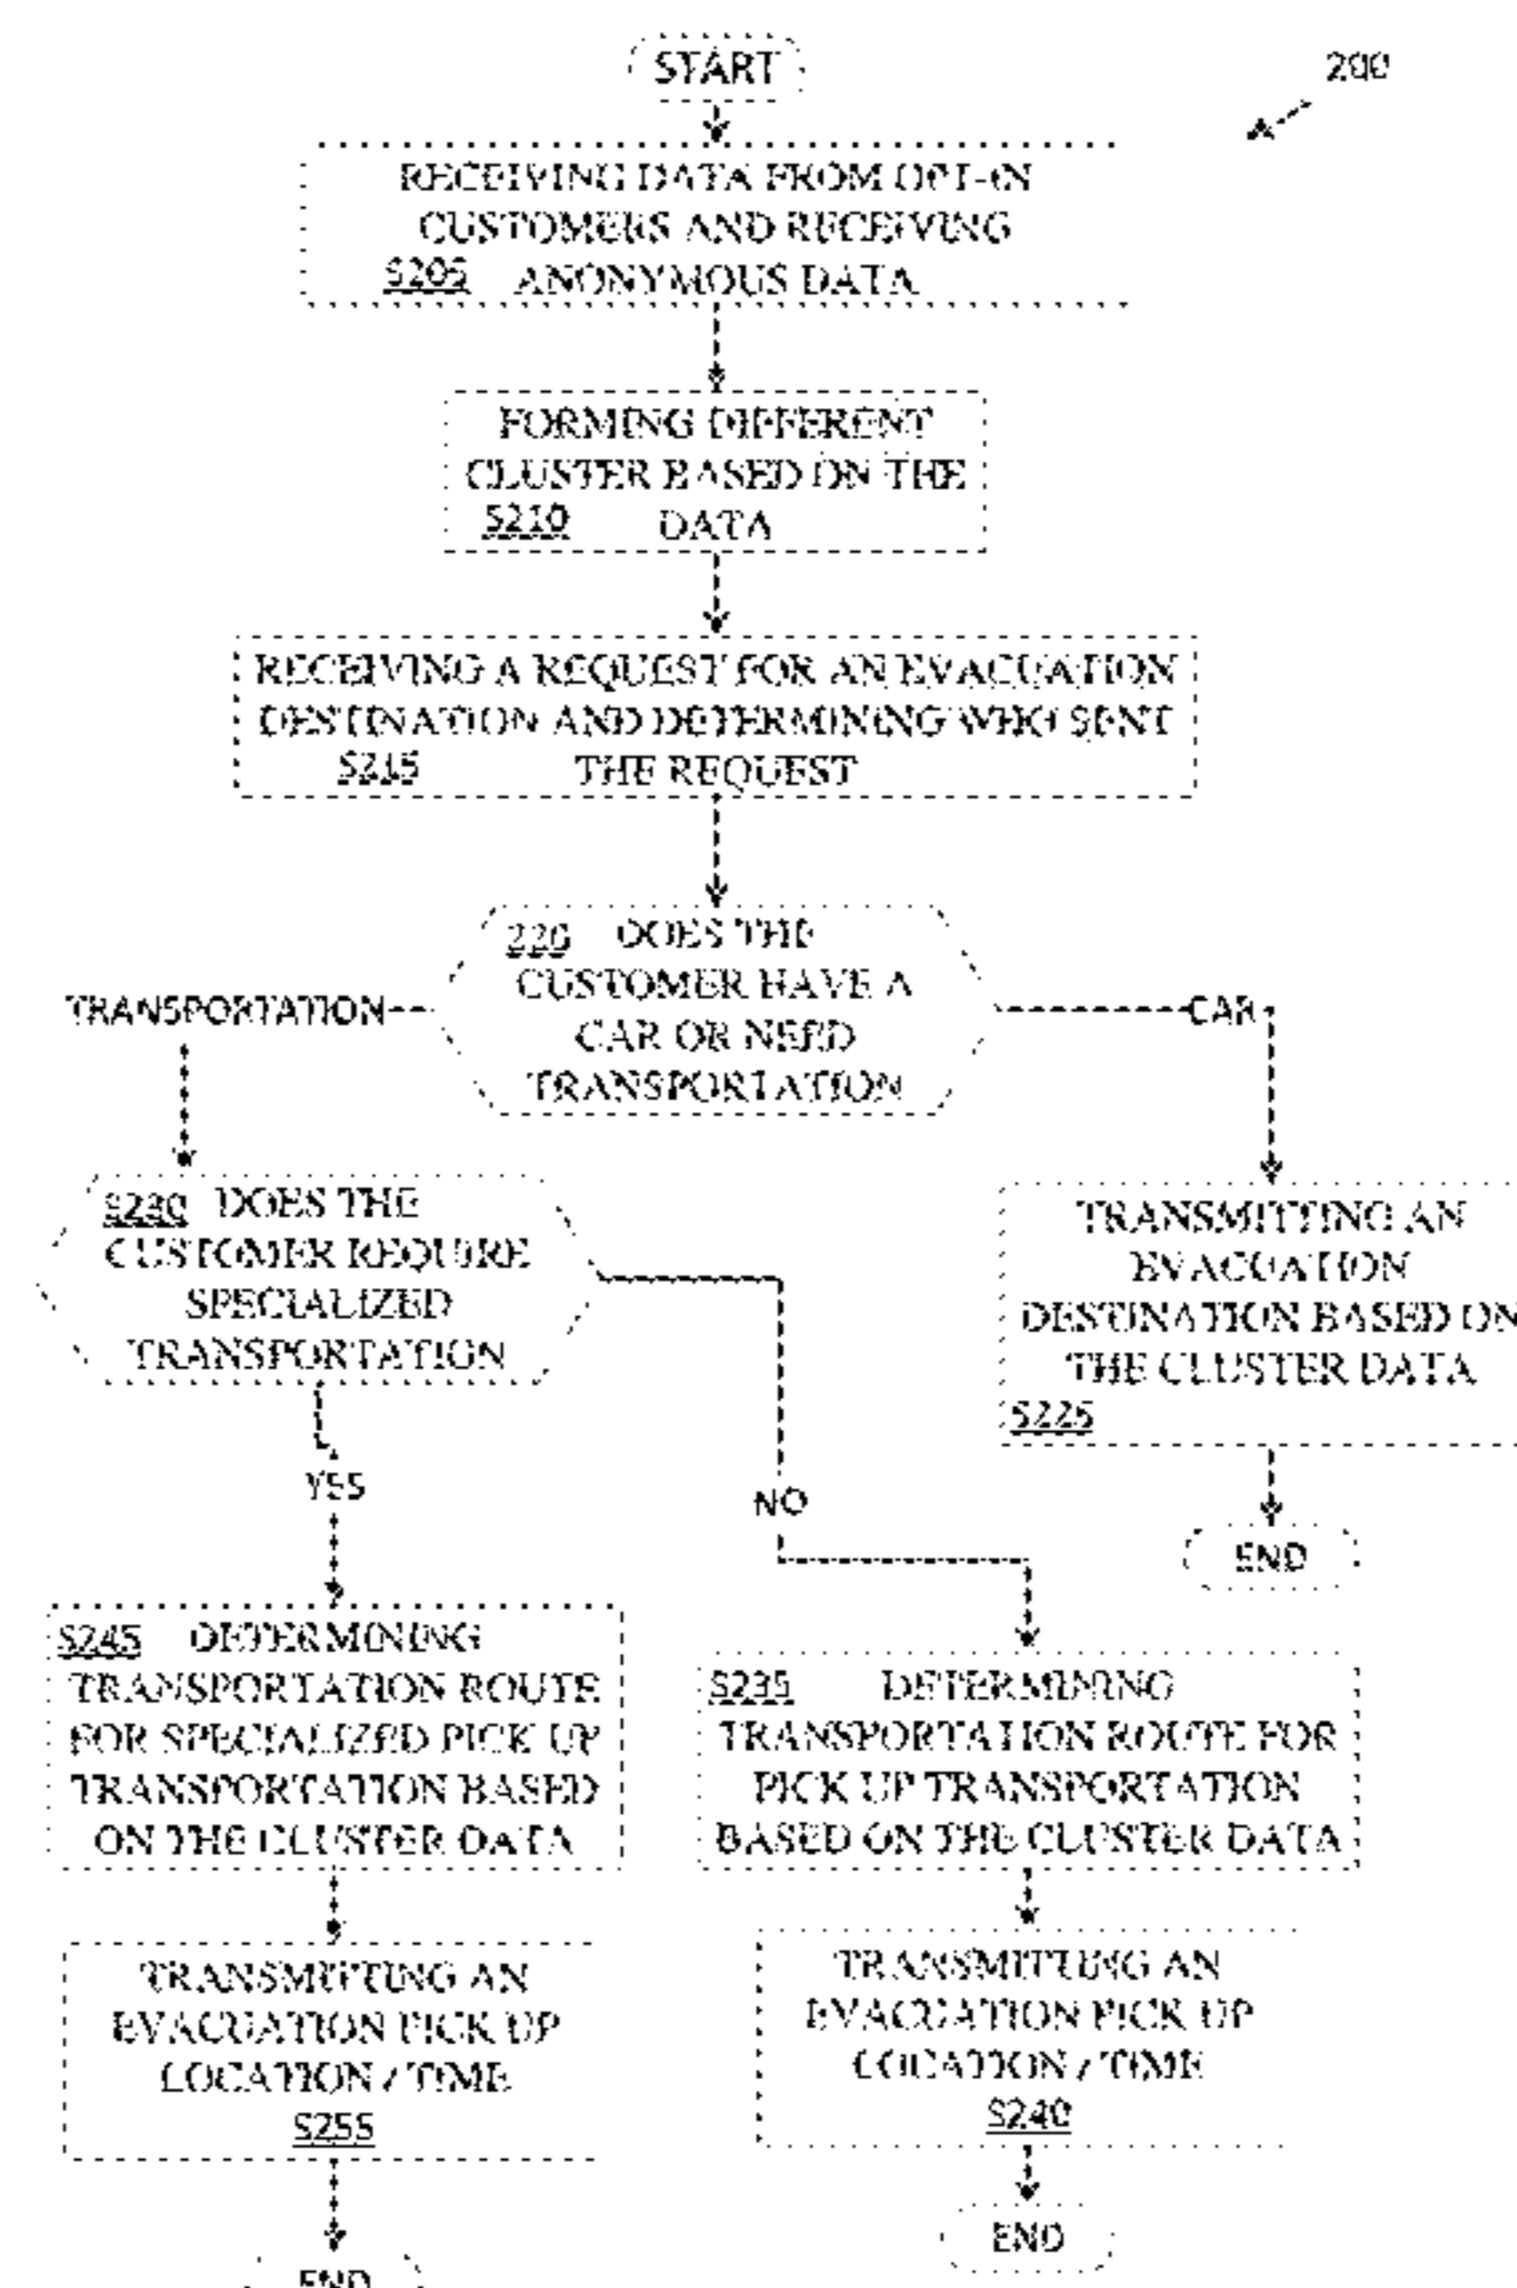 START
200
RECEIVING DATA FROM OPT-IN
CUSTOMERS AND RECEIVING
S205 ANONYMOUS DATA
FORMING DIFFERENT
CLUSTER BASED ON THE
S210 DATA
RECEIVING A REQUEST FOR AN EVACUATION
DESTINATION AND DETERMINING WHO SENT
S215 THE REQUEST
220 DOES THE
CUSTOMER HAVE A
CAR OR NEED
TRANSPORTATION
TRANSPORTATION
CAR
S230 DOES THE
CUSTOMER REQUIRE
SPECIALIZED
TRANSPORTATION
TRANSMITTING AN
EVACUATION
DESTINATION BASED ON
THE CLUSTER DATA
S225
YES
NO
END
S245 DETERMINING
TRANSPORTATION ROUTE
FOR SPECIALIZED PICK UP
TRANSPORTATION BASED
ON THE CLUSTER DATA
S235 DETERMINING
TRANSPORTATION ROUTE FOR
PICK UP TRANSPORTATION
BASED ON THE CLUSTER DATA
TRANSMITTING AN
EVACUATION PICK UP
LOCATION / TIME
S255
TRANSMITTING AN
EVACUATION PICK UP
LOCATION / TIME
S240
END
END